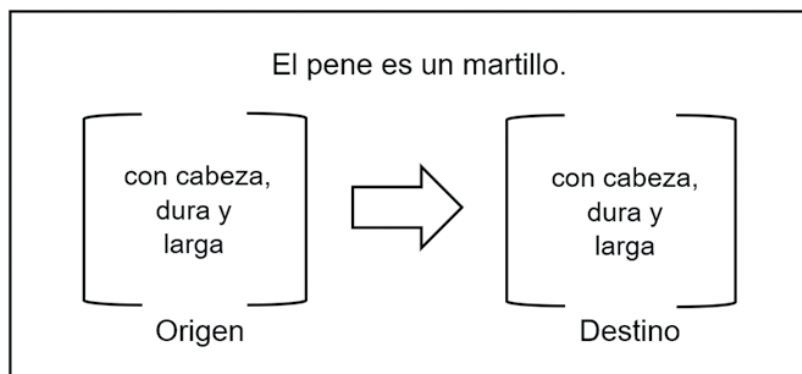 El pene es un martillo.
con cabeza,
dura y
larga
con cabeza,
dura y
larga
Origen
Destino